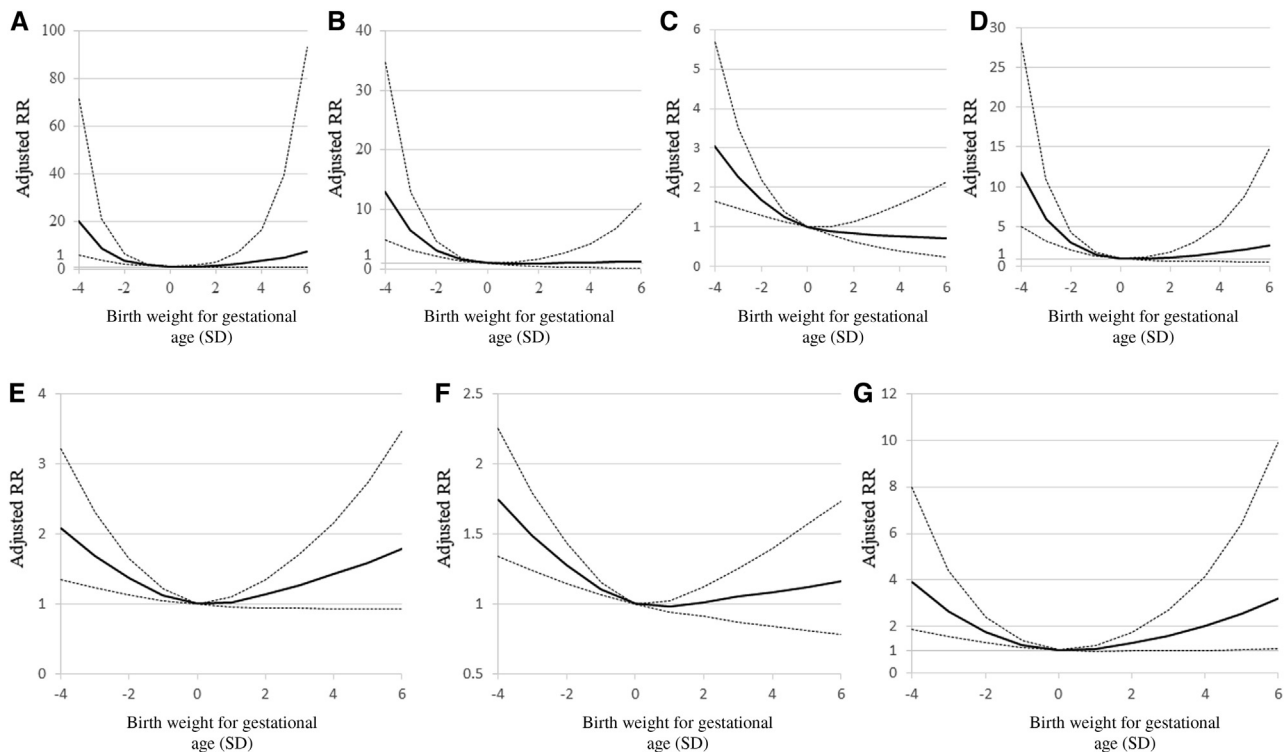 A
B
C
D
100
80
60
40
20
1
0
Adjusted RR
-4 -2 0 2 4 6
Birth weight for gestational
age (SD)
40
30
20
10
1
0
Adjusted RR
-4 -2 0 2 4 6
Birth weight for gestational
age (SD)
6
5
4
3
2
1
0
Adjusted RR
-4 -2 0 2 4 6
Birth weight for gestational
age (SD)
30
25
20
15
10
5
1
0
Adjusted RR
-4 -2 0 2 4 6
Birth weight for gestational
age (SD)
E
F
G
4
3
2
1
0
Adjusted RR
-4 -2 0 2 4 6
Birth weight for gestational
age (SD)
2.5
2
1.5
1
0.5
Adjusted RR
-4 -2 0 2 4 6
Birth weight for gestational
age (SD)
12
10
8
6
4
2
1
0
Adjusted RR
-4 -2 0 2 4 6
Birth weight for gestational
age (SD)